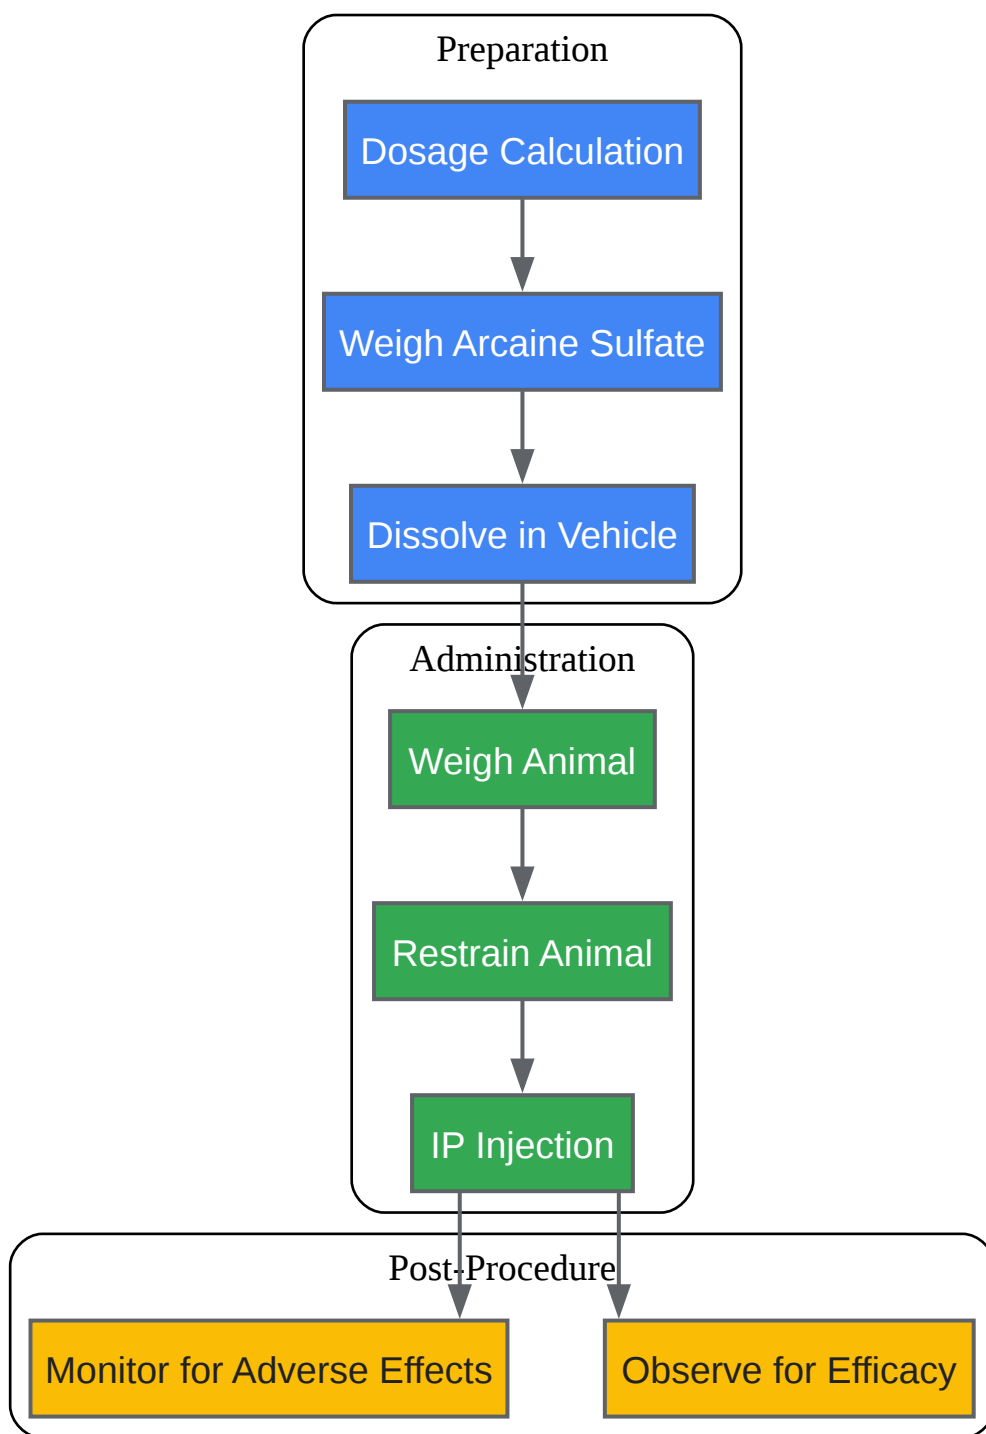 Preparation
Dosage Calculation
Weigh Arcaine Sulfate
Dissolve in Vehicle
Administration
Weigh Animal
Restrain Animal
IP Injection
Post-Procedure
Monitor for Adverse Effects
Observe for Efficacy